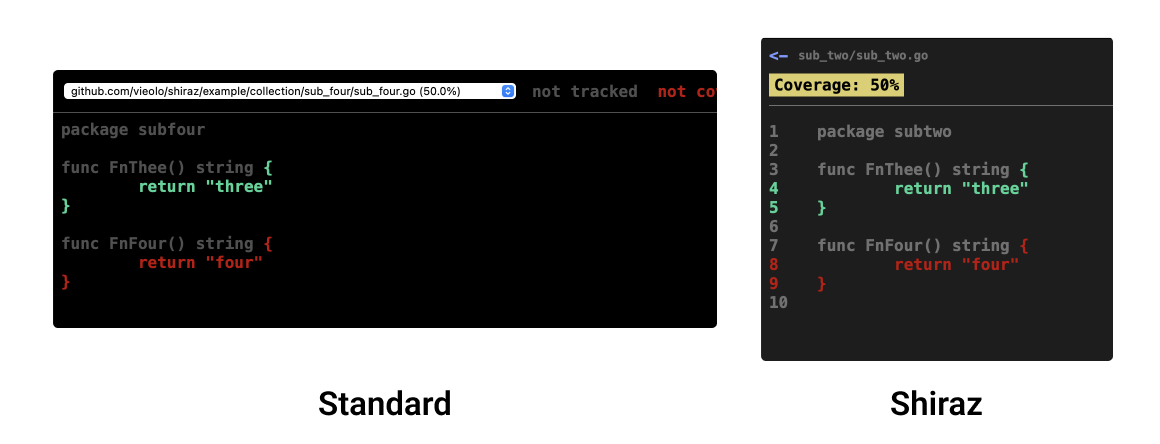 github.com/vieolo/shiraz/example/collection/sub_four/sub_four.go (50.0%) not tracked not co
package subfour
func FnThee() string {
return "three"
}
func FnFour() string {
return "four"
}
Standard
<- sub_two/sub_two.go
Coverage: 50%
1 package subtwo
2
3 func FnThee() string {
4 return "three"
5 }
6
7 func FnFour() string {
8 return "four"
9 }
10
Shiraz